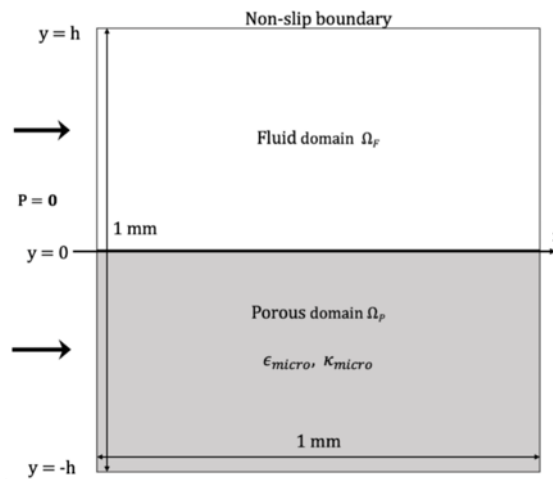 Non-slip boundary
y = h
Fluid domain Ω_F
P = 0
1 mm
y = 0
Porous domain Ω_P
ϵ_micro, κ_micro
1 mm
y = -h